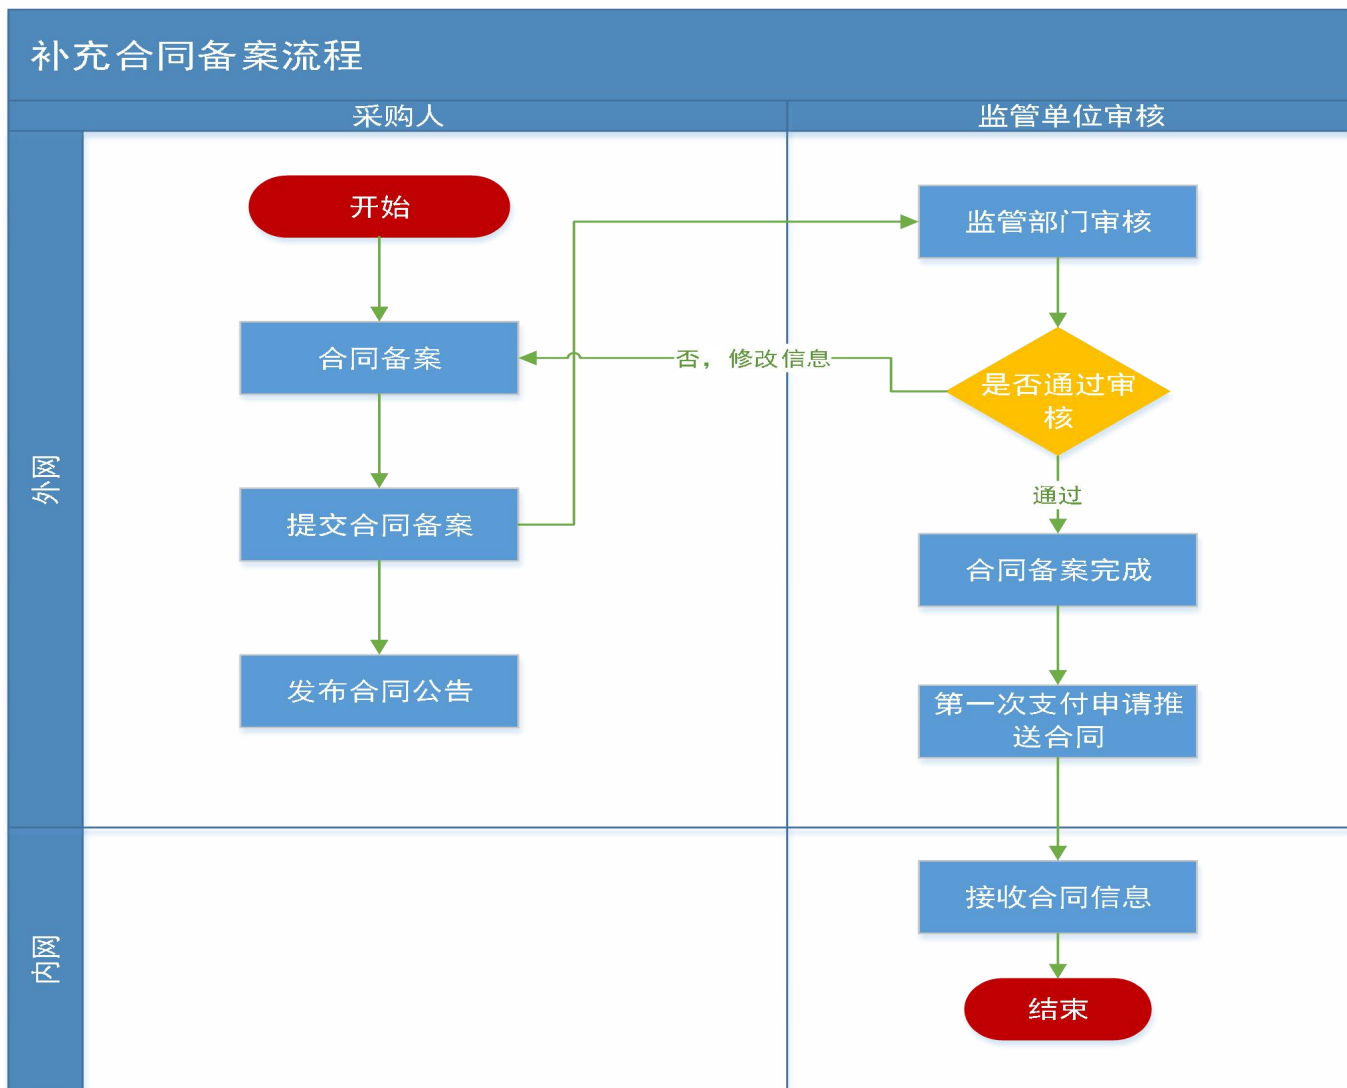 补充合同备案流程
采购人
监管单位审核
外网
开始
监管部门审核
合同备案
否，修改信息
是否通过审
核
通过
提交合同备案
合同备案完成
发布合同公告
第一次支付申请推
送合同
内网
接收合同信息
结束